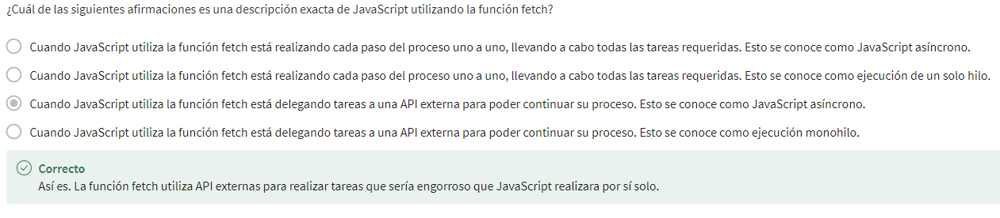 ¿Cuál de las siguientes afirmaciones es una descripción exacta de JavaScript utilizando la función fetch?
Cuando JavaScript utiliza la función fetch está realizando cada paso del proceso uno a uno, llevando a cabo todas las tareas requeridas. Esto se conoce como JavaScript asíncrono.
Cuando JavaScript utiliza la función fetch está realizando cada paso del proceso uno a uno, llevando a cabo todas las tareas requeridas. Esto se conoce como ejecución de un solo hilo.
Cuando JavaScript utiliza la función fetch está delegando tareas a una API externa para poder continuar su proceso. Esto se conoce como JavaScript asíncrono.
Cuando JavaScript utiliza la función fetch está delegando tareas a una API externa para poder continuar su proceso. Esto se conoce como ejecución monohilo.
Correcto
Así es. La función fetch utiliza API externas para realizar tareas que sería engorroso que JavaScript realizara por sí solo.